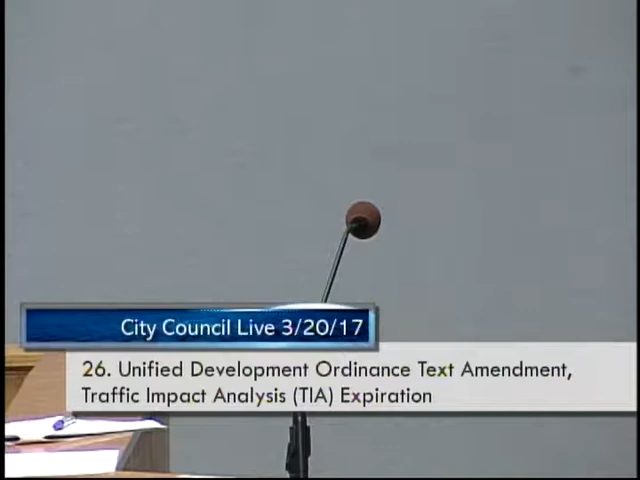 City Council Live 3/20/17
26. Unified Development Ordinance Text Amendment,
Traffic Impact Analysis (TIA) Expiration